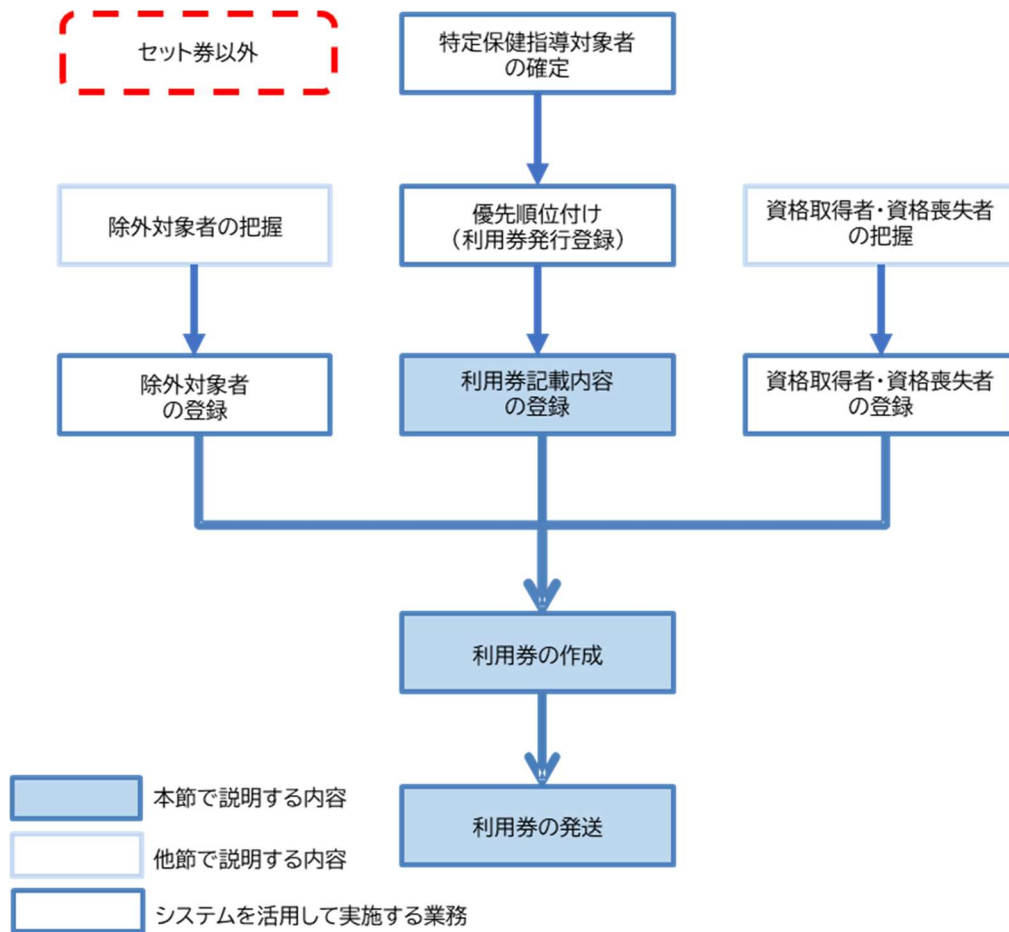 セット券以外
特定保健指導対象者
の確定
除外対象者の把握
優先順位付け
（利用券発行登録）
資格取得者・資格喪失者
の把握
除外対象者
の登録
利用券記載内容
の登録
資格取得者・資格喪失者
の登録
利用券の作成
利用券の発送
本節で説明する内容
他節で説明する内容
システムを活用して実施する業務